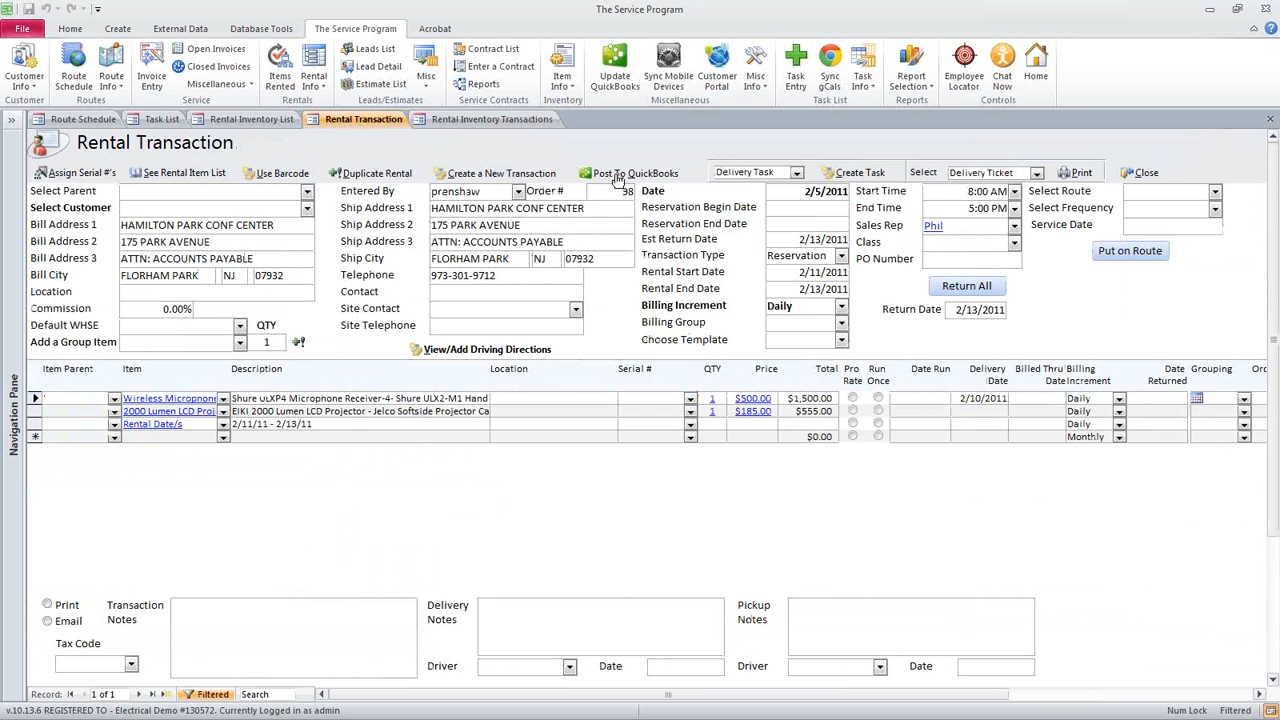 The Service Program
File Home Create External Data Database Tools The Service Program Acrobat
Customer Info Route Schedule Route Info Invoice Entry Open Invoices Closed Invoices Miscellaneous Items Rented Rental Info Leads List Lead Detail Estimate List Misc Contract List Enter a Contract Reports Item Info Update QuickBooks Sync Mobile Devices Customer Portal Misc Info Task Entry Sync gCals Task Info Report Selection Employee Locator Chat Now Home
Customer Routes Service Rentals Leads/Estimates Service Contracts Inventory Miscellaneous Task List Reports Controls
Route Schedule Task List Rental Inventory List Rental Transaction Rental Inventory Transactions
Rental Transaction
Assign Serial #'s See Rental Item List Use Barcode Duplicate Rental Create a New Transaction Post To QuickBooks Delivery Task Create Task Select Delivery Ticket Print Close
Select Parent Entered By prenshaw Order # 98 Date 2/5/2011 Start Time 8:00 AM Select Route
Select Customer Ship Address 1 HAMILTON PARK CONF CENTER Reservation Begin Date End Time 5:00 PM Select Frequency
Bill Address 1 HAMILTON PARK CONF CENTER Ship Address 2 175 PARK AVENUE Reservation End Date Sales Rep Phil Service Date
Bill Address 2 175 PARK AVENUE Ship Address 3 ATTN: ACCOUNTS PAYABLE Est Return Date 2/13/2011 Class
Bill Address 3 ATTN: ACCOUNTS PAYABLE Ship City FLORHAM PARK NJ 07932 Transaction Type Reservation PO Number Put on Route
Bill City FLORHAM PARK NJ 07932 Telephone 973-301-9712 Rental Start Date 2/11/2011
Location Contact Rental End Date 2/13/2011 Return All
Commission 0.00% Site Contact Billing Increment Daily Return Date 2/13/2011
Default WHSE QTY Site Telephone Billing Group
Add a Group Item 1 Choose Template
View/Add Driving Directions
Item Parent Item Description Location Serial # QTY Price Total Pro Rate Run Once Date Run Delivery Date Billed Thru Date Billing Increment Date Returned Grouping Orc
Wireless Microphone Shure uLXP4 Microphone Receiver-4- Shure ULX2-M1 Hand 1 $500.00 $1,500.00 2/10/2011 Daily
2000 Lumen LCD Proj EIKI 2000 Lumen LCD Projector - Jelco Softside Projector Ca 1 $185.00 $555.00 Daily
Rental Date/s 2/11/11 - 2/13/11 Daily
$0.00 Monthly
Print Transaction Notes Delivery Notes Pickup Notes
Email
Tax Code
Driver Date Driver Date
Record: 1 of 1 Filtered Search
v.10.13.6 REGISTERED TO - Electrical Demo #130572. Currently Logged in as admin Num Lock Filtered
Navigation Pane